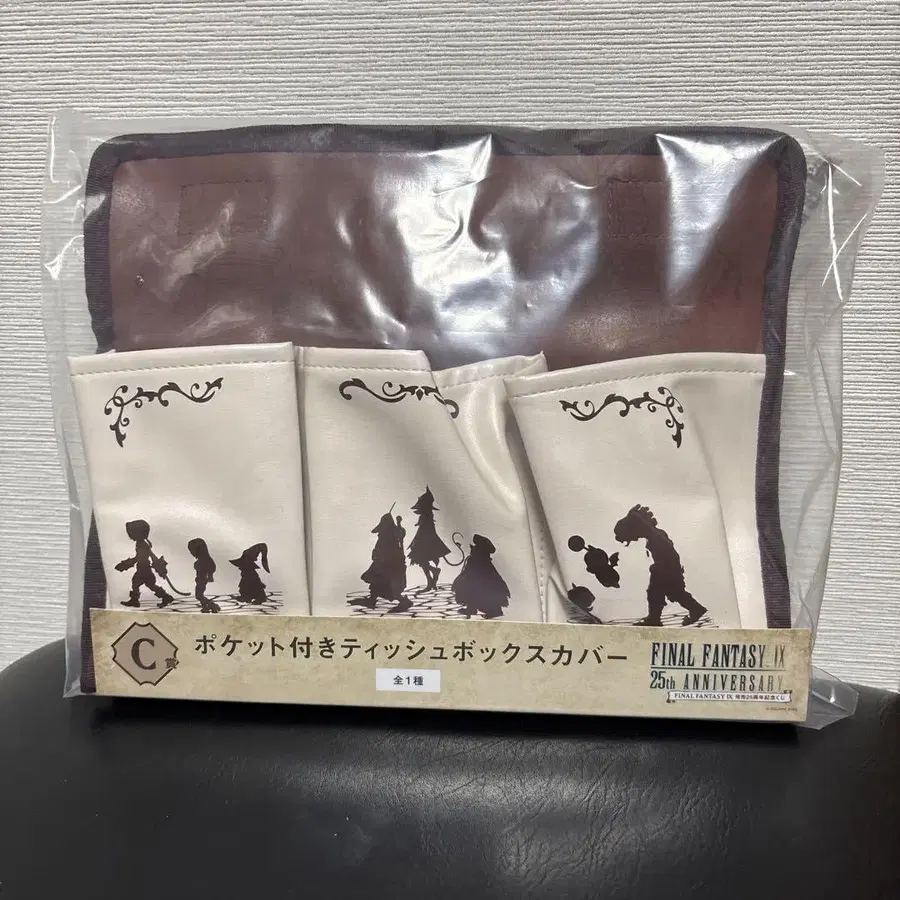 C賞
ポケット付きティッシュボックスカバー
全1種
FINAL FANTASY IX
25th ANNIVERSARY
FINAL FANTASY IX 発売25周年記念くじ